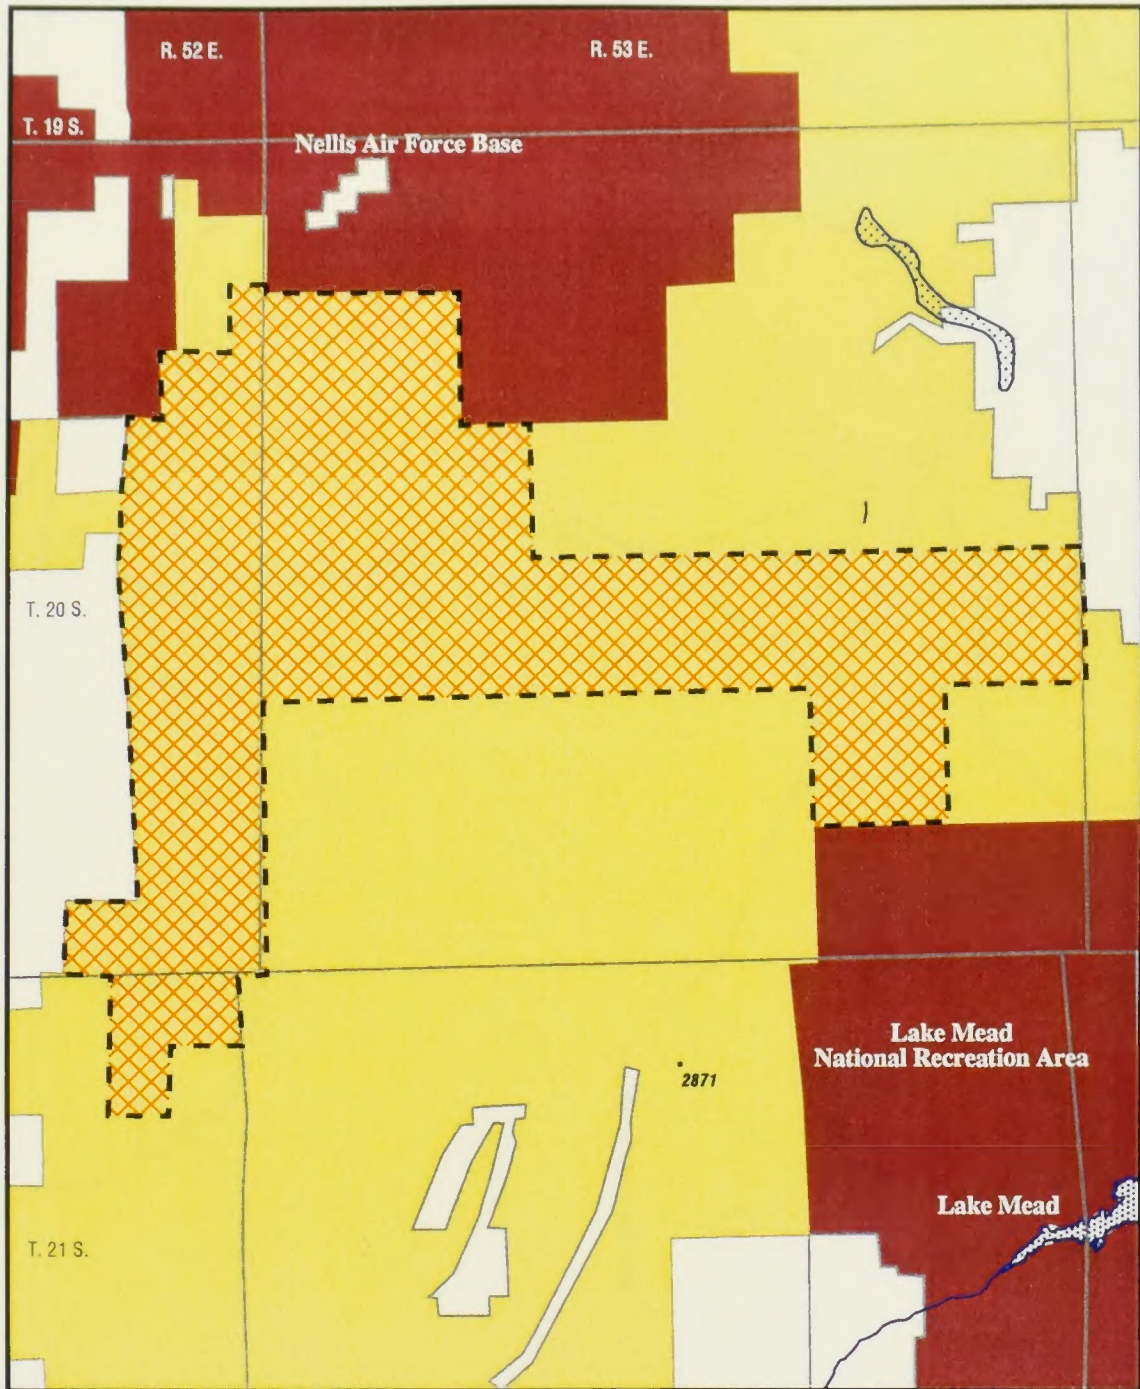 R. 52 E.
R. 53 E.
T. 19 S.
Nellis Air Force Base
T. 20 S.
Lake Mead
National Recreation Area
2871
Lake Mead
T. 21 S.